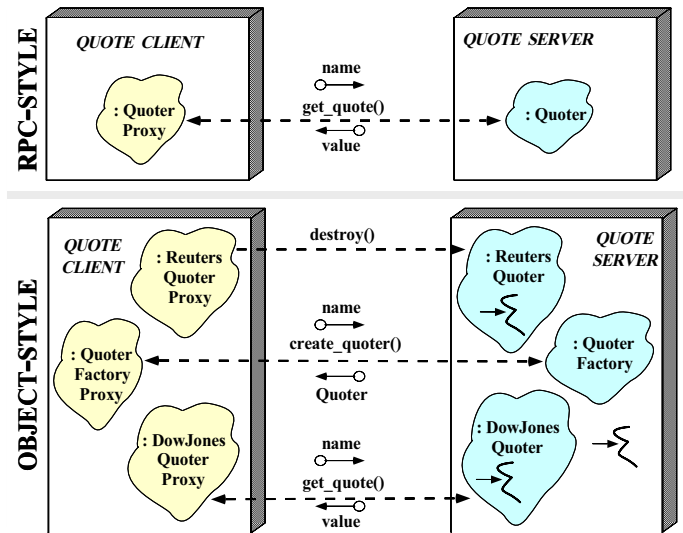 RPC-STYLE
QUOTE CLIENT
: Quoter
Proxy
name
get_quote()
value
QUOTE SERVER
: Quoter
OBJECT-STYLE
QUOTE
CLIENT
: Reuters
Quoter
Proxy
destroy()
: Reuters
Quoter
QUOTE
SERVER
: Quoter
Factory
Proxy
name
create_quoter()
Quoter
: Quoter
Factory
: DowJones
Quoter
Proxy
name
get_quote()
value
: DowJones
Quoter